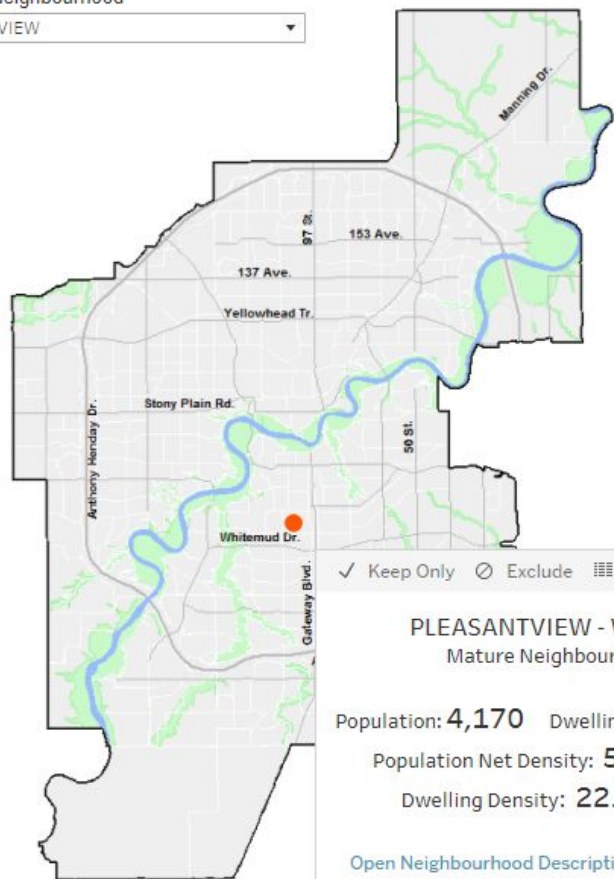 VIEW
Manning Dr.
97 St.
153 Ave.
137 Ave.
Yellowhead Tr.
Stony Plain Rd.
Anthony Henday Dr.
50 St.
Whitemud Dr.
Gateway Blvd.
Keep Only Exclude
PLEASANTVIEW -
Mature Neighbour
Population: 4,170 Dwellin
Population Net Density: 5
Dwelling Density: 22.
Open Neighbourhood Descripti